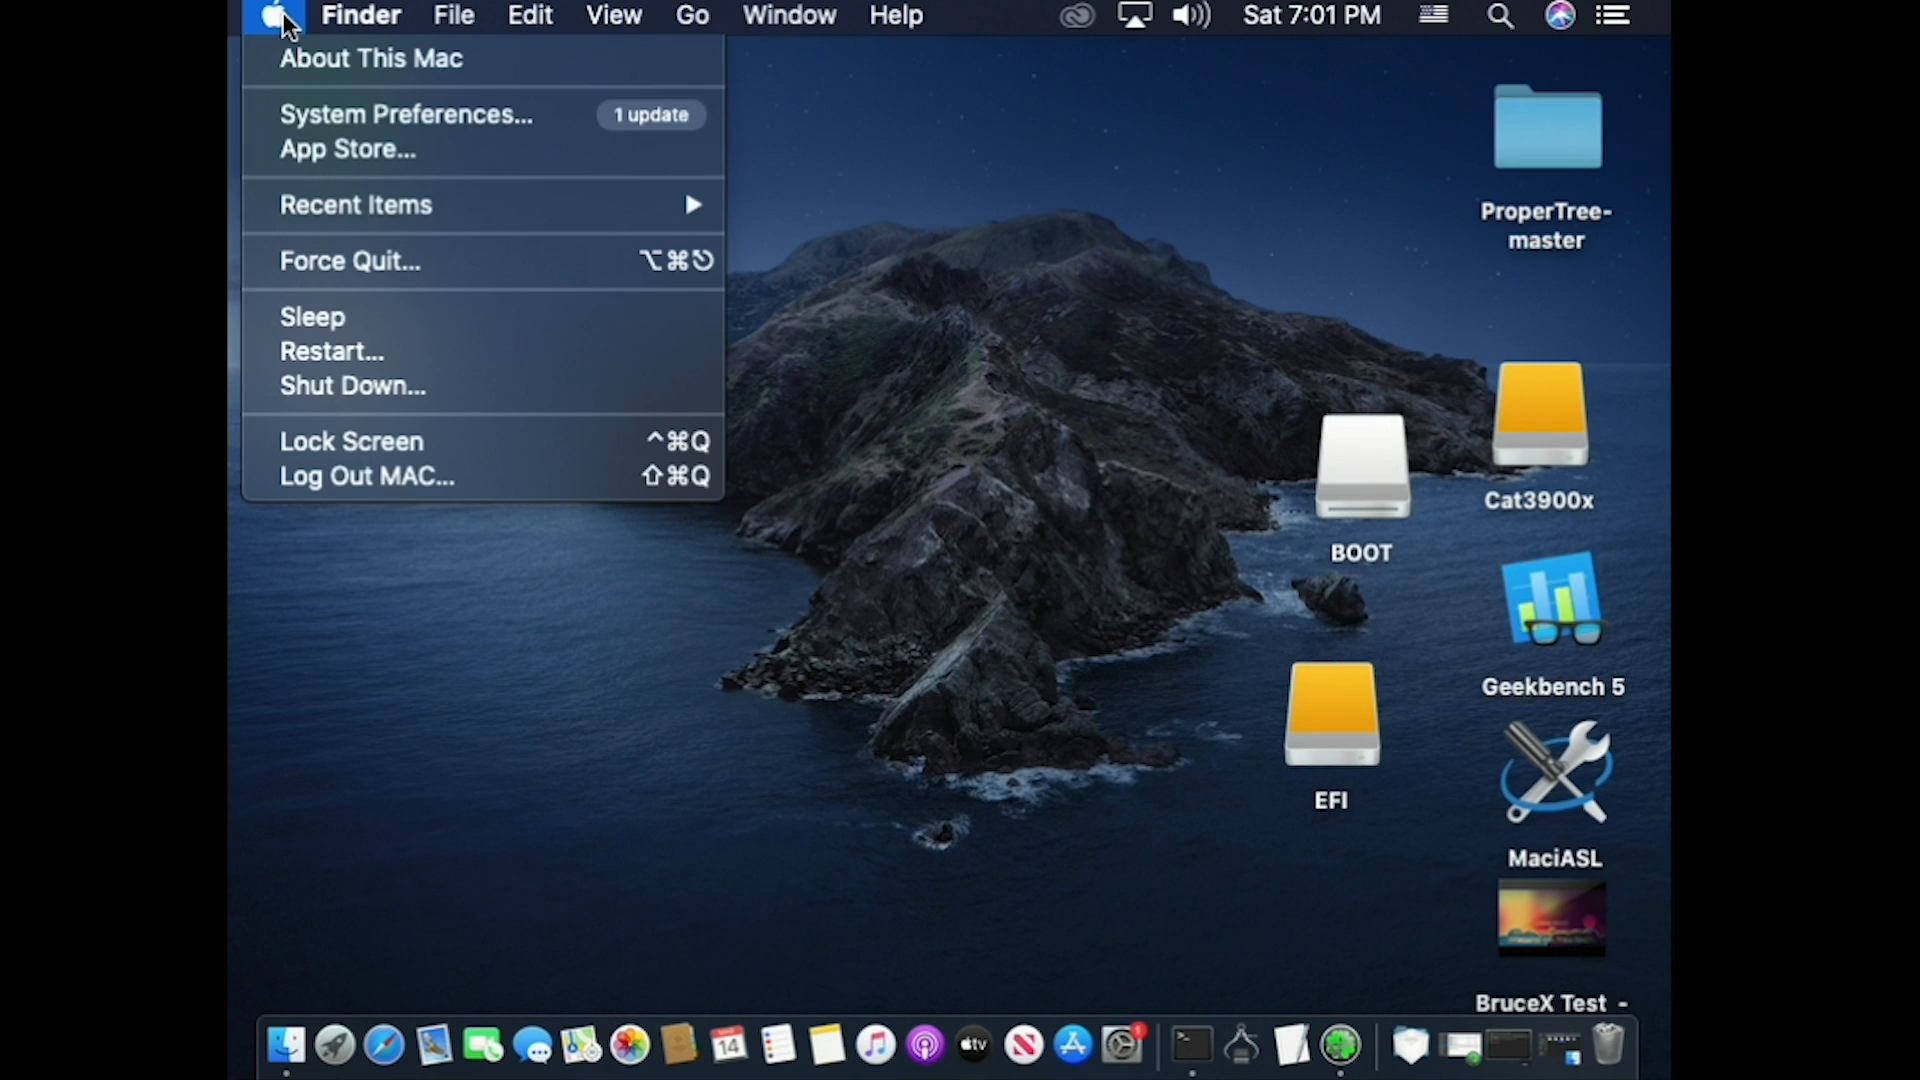 Finder File Edit View Go Window Help Sat 7:01 PM
About This Mac
System Preferences... 1 update
App Store...
Recent Items
Force Quit... ⌥⌘⎋
Sleep
Restart...
Shut Down...
Lock Screen ^⌘Q
Log Out MAC... ⇧⌘Q
ProperTree-
master
Cat3900x
BOOT
Geekbench 5
EFI
MaciASL
BruceX Test -
14
tv
1